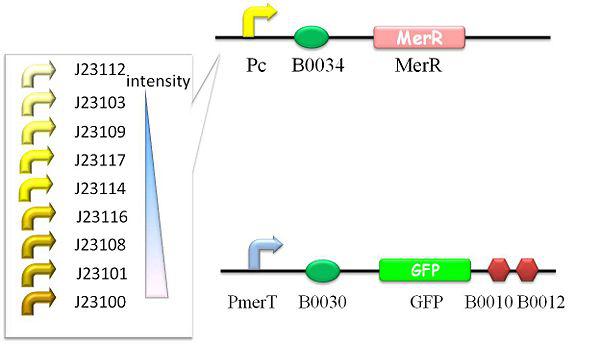 MerR
Pc B0034 MerR
J23112
intensity
J23103
J23109
J23117
J23114
J23116
J23108
J23101
J23100
GFP
PmerT B0030 GFP B0010 B0012